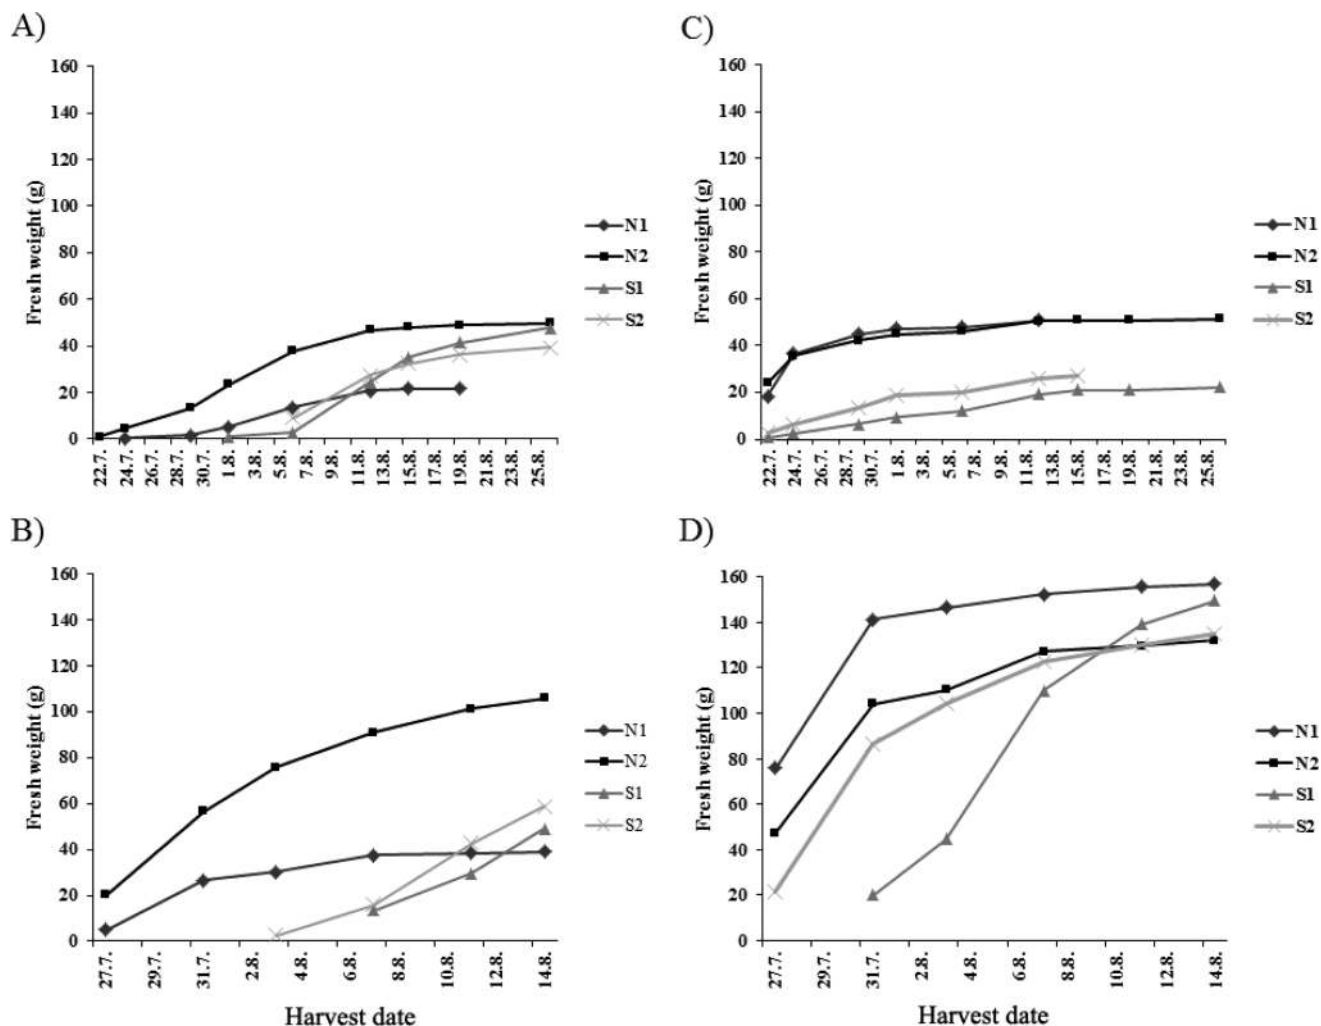 A)
160
140
120
100
80
60
40
20
0
Fresh weight (g)
22.7. 24.7. 26.7. 28.7. 30.7. 1.8. 3.8. 5.8. 7.8. 9.8. 11.8. 13.8. 15.8. 17.8. 19.8. 21.8. 23.8. 25.8.
N1
N2
S1
S2
C)
160
140
120
100
80
60
40
20
0
Fresh weight (g)
22.7. 24.7. 26.7. 28.7. 30.7. 1.8. 3.8. 5.8. 7.8. 9.8. 11.8. 13.8. 15.8. 17.8. 19.8. 21.8. 23.8. 25.8.
N1
N2
S1
S2
B)
160
140
120
100
80
60
40
20
0
Fresh weight (g)
27.7. 29.7. 31.7. 2.8. 4.8. 6.8. 8.8. 10.8. 12.8. 14.8.
Harvest date
N1
N2
S1
S2
D)
160
140
120
100
80
60
40
20
0
Fresh weight (g)
27.7. 29.7. 31.7. 2.8. 4.8. 6.8. 8.8. 10.8. 12.8. 14.8.
Harvest date
N1
N2
S1
S2